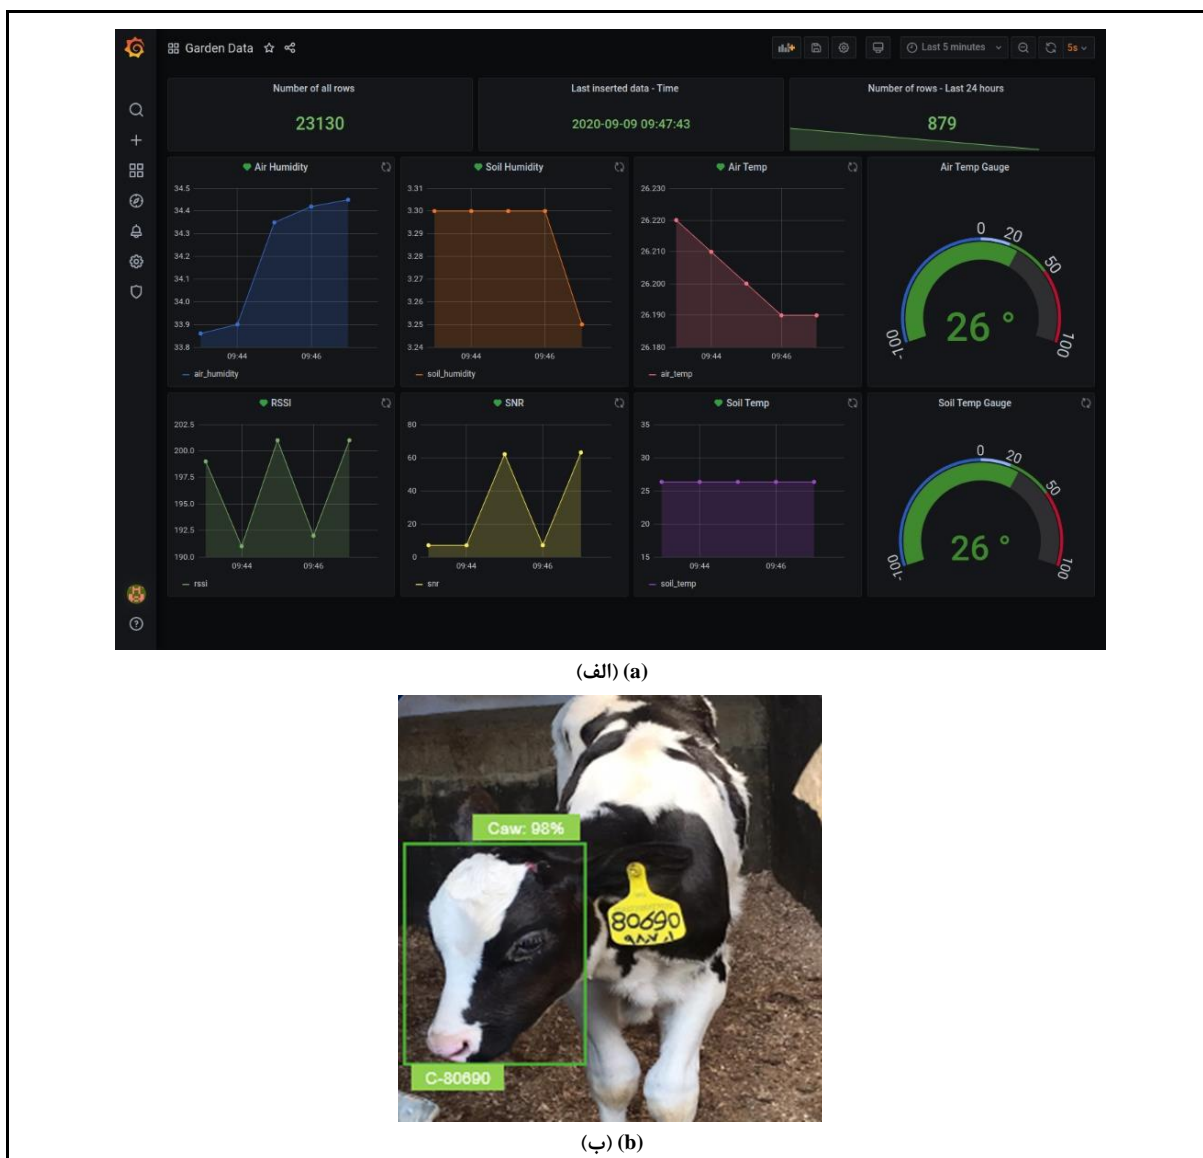 Garden Data
Last 5 minutes
5s
Number of all rows
23130
Last inserted data - Time
2020-09-09 09:47:43
Number of rows - Last 24 hours
879
Air Humidity
34.5
34.4
34.3
34.2
34.1
34.0
33.9
33.8
09:44 09:46
air_humidity
Soil Humidity
3.31
3.30
3.29
3.28
3.27
3.26
3.25
3.24
09:44 09:46
soil_humidity
Air Temp
26.230
26.220
26.210
26.200
26.190
26.180
09:44 09:46
air_temp
Air Temp Gauge
-100 0 20 50 100
26 °
RSSI
202.5
200.0
197.5
195.0
192.5
190.0
09:44 09:46
rssi
SNR
80
60
40
20
0
09:44 09:46
snr
Soil Temp
35
30
25
20
15
09:44 09:46
soil_temp
Soil Temp Gauge
-100 0 20 50 100
26 °
(a) (الف)
Caw: 98%
80690
C-80690
(b) (ب)